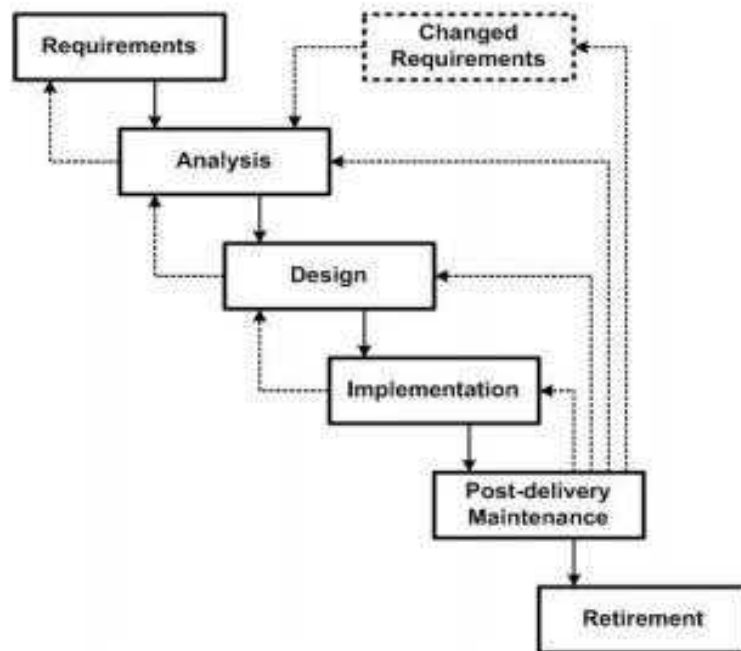 Requirements
Changed
Requirements
Analysis
Design
Implementation
Post-delivery
Maintenance
Retirement